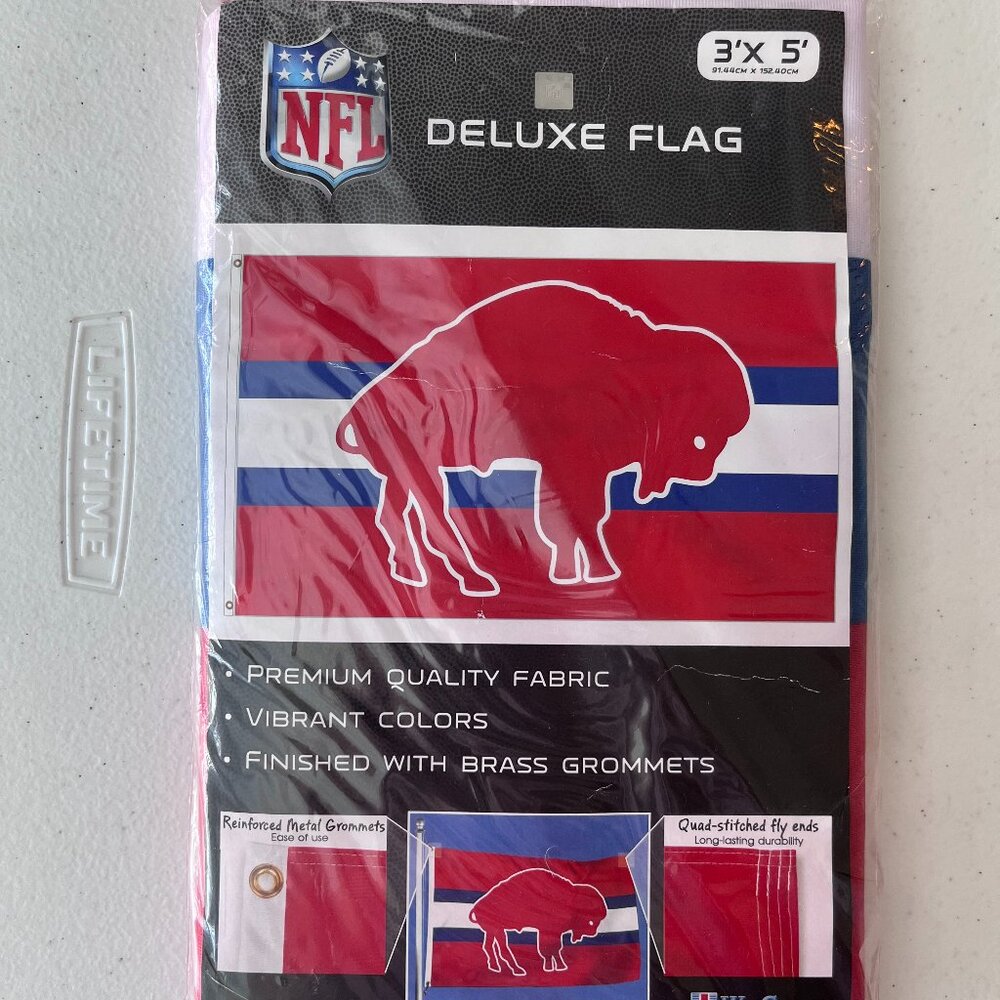 NFL
3'X 5'
91.44CM X 152.40CM
DELUXE FLAG
LIFETIME
• PREMIUM QUALITY FABRIC
• VIBRANT COLORS
• FINISHED WITH BRASS GROMMETS
Reinforced Metal Grommets
Ease of use
Quad-stitched fly ends
Long-lasting durability